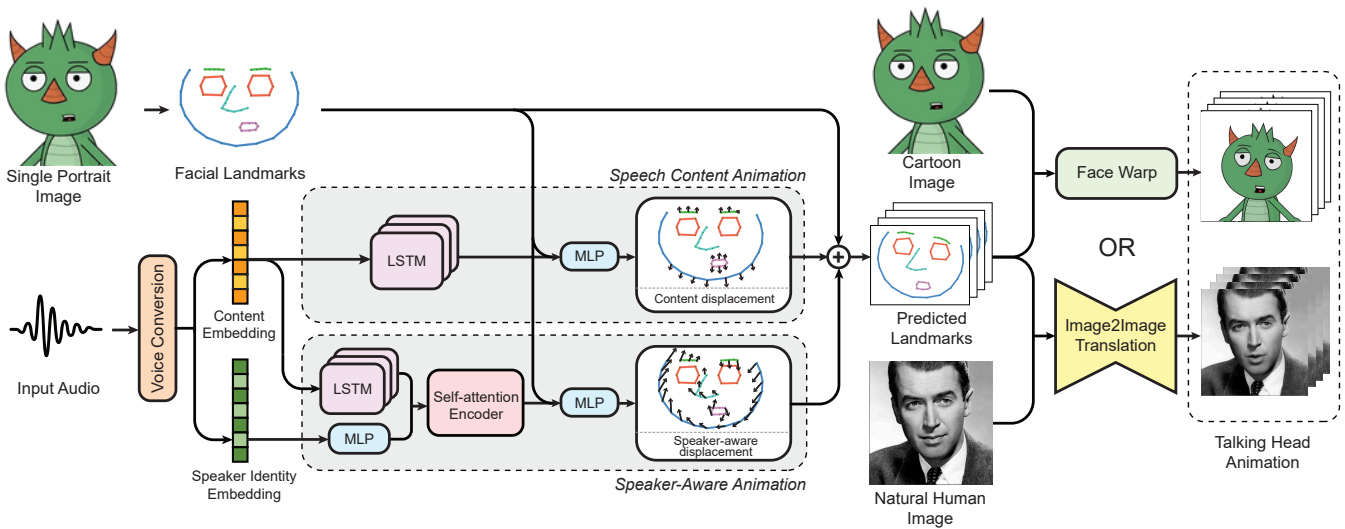 Single Portrait
Image
Facial Landmarks
Input Audio
Voice Conversion
Content
Embedding
Speaker Identity
Embedding
Speech Content Animation
LSTM
MLP
Content displacement
LSTM
MLP
Self-attention
Encoder
MLP
Speaker-aware
displacement
Speaker-Aware Animation
Cartoon
Image
Predicted
Landmarks
Natural Human
Image
Face Warp
OR
Image2Image
Translation
Talking Head
Animation